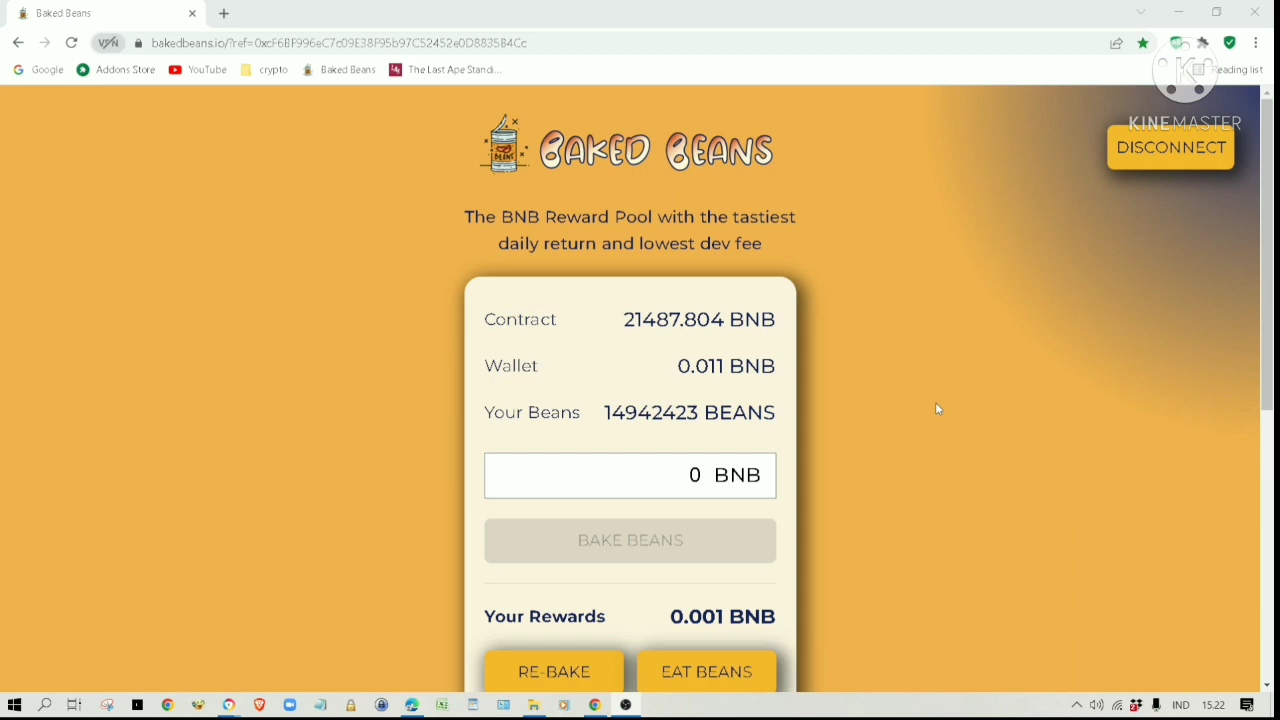 Baked Beans
VPN
bakedbeans.io/?ref=0xcF6BF996eC7c09E38F95b97C52452e0D8835B4Cc
Google
Addons Store
YouTube
crypto
Baked Beans
The Last Ape Standi...
Reading list
KINEMASTER
DISCONNECT
BEANS
BAKED BEANS
The BNB Reward Pool with the tastiest
daily return and lowest dev fee
Contract 21487.804 BNB
Wallet 0.011 BNB
Your Beans 14942423 BEANS
0 BNB
BAKE BEANS
Your Rewards 0.001 BNB
RE-BAKE EAT BEANS
IND 15.22